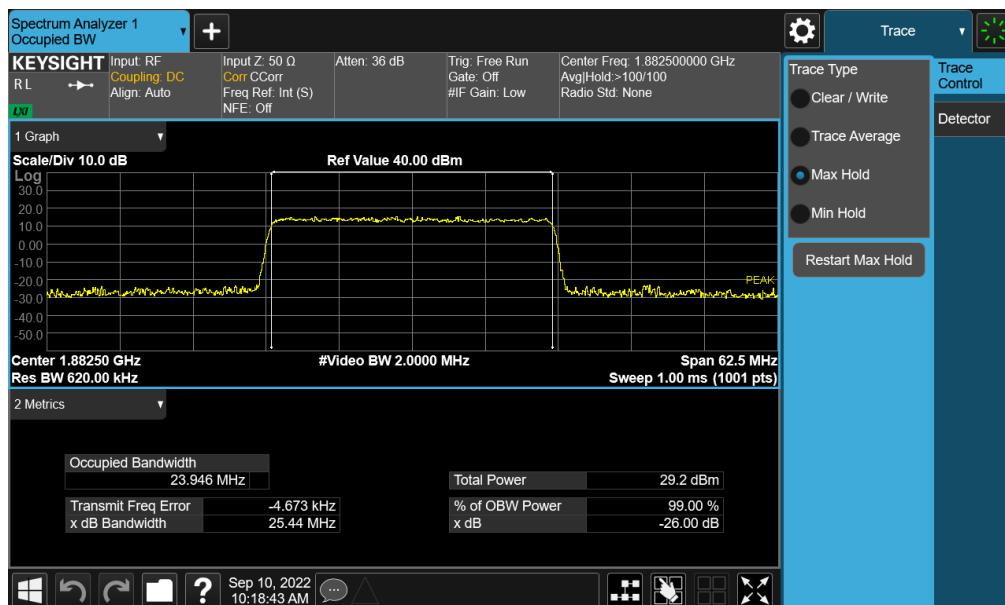 Spectrum Analyzer 1
Occupied BW
+
Trace
KEYSIGHT
RL
LXI
Input: RF
Coupling: DC
Align: Auto
Input Z: 50 Ω
Corr CCorr
Freq Ref: Int (S)
NFE: Off
Atten: 36 dB
Trig: Free Run
Gate: Off
#IF Gain: Low
Center Freq: 1.882500000 GHz
Avg|Hold:>100/100
Radio Std: None
Trace Type
Clear / Write
Trace Average
Max Hold
Min Hold
Restart Max Hold
Trace
Control
Detector
1 Graph
Scale/Div 10.0 dB
Ref Value 40.00 dBm
Log
30.0
20.0
10.0
0.00
-10.0
-20.0
-30.0
-40.0
-50.0
PEAK
Center 1.88250 GHz
#Video BW 2.0000 MHz
Span 62.5 MHz
Res BW 620.00 kHz
Sweep 1.00 ms (1001 pts)
2 Metrics
Occupied Bandwidth
23.946 MHz
Total Power 29.2 dBm
Transmit Freq Error -4.673 kHz
% of OBW Power 99.00 %
x dB Bandwidth 25.44 MHz
x dB -26.00 dB
?
Sep 10, 2022
10:18:43 AM